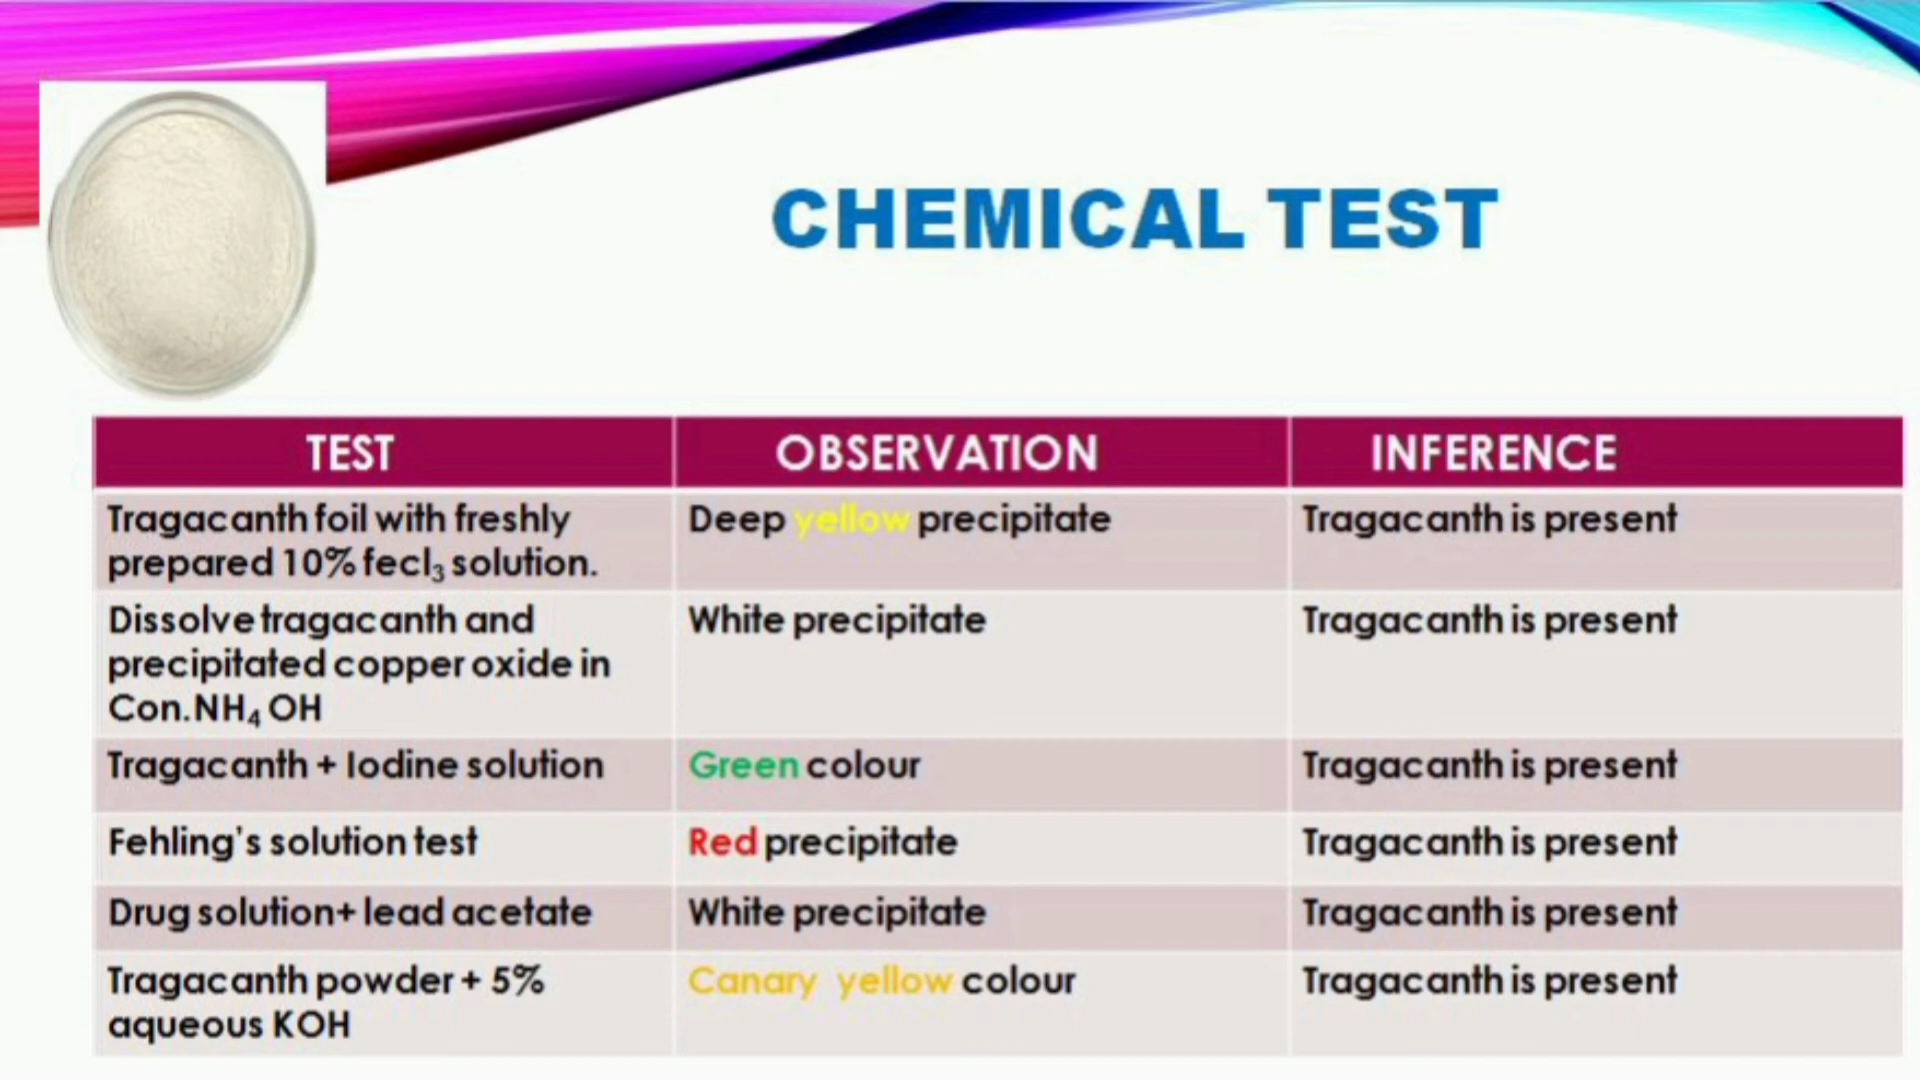 CHEMICAL TEST
TEST OBSERVATION INFERENCE
Tragacanth foil with freshly
prepared 10% fecl₃ solution.
Deep yellow precipitate
Tragacanth is present
Dissolve tragacanth and
precipitated copper oxide in
Con.NH₄ OH
White precipitate
Tragacanth is present
Tragacanth + Iodine solution
Green colour
Tragacanth is present
Fehling's solution test
Red precipitate
Tragacanth is present
Drug solution+ lead acetate
White precipitate
Tragacanth is present
Tragacanth powder + 5%
aqueous KOH
Canary yellow colour
Tragacanth is present